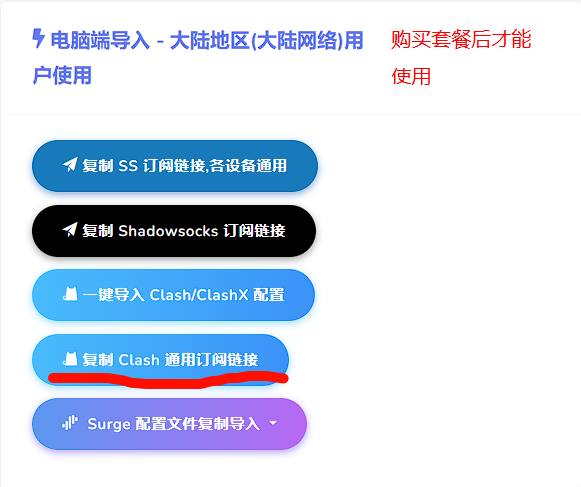 电脑端导入 - 大陆地区(大陆网络)用
户使用
购买套餐后才能
使用
复制 SS 订阅链接,各设备通用
复制 Shadowsocks 订阅链接
一键导入 Clash/ClashX 配置
复制 Clash 通用订阅链接
Surge 配置文件复制导入